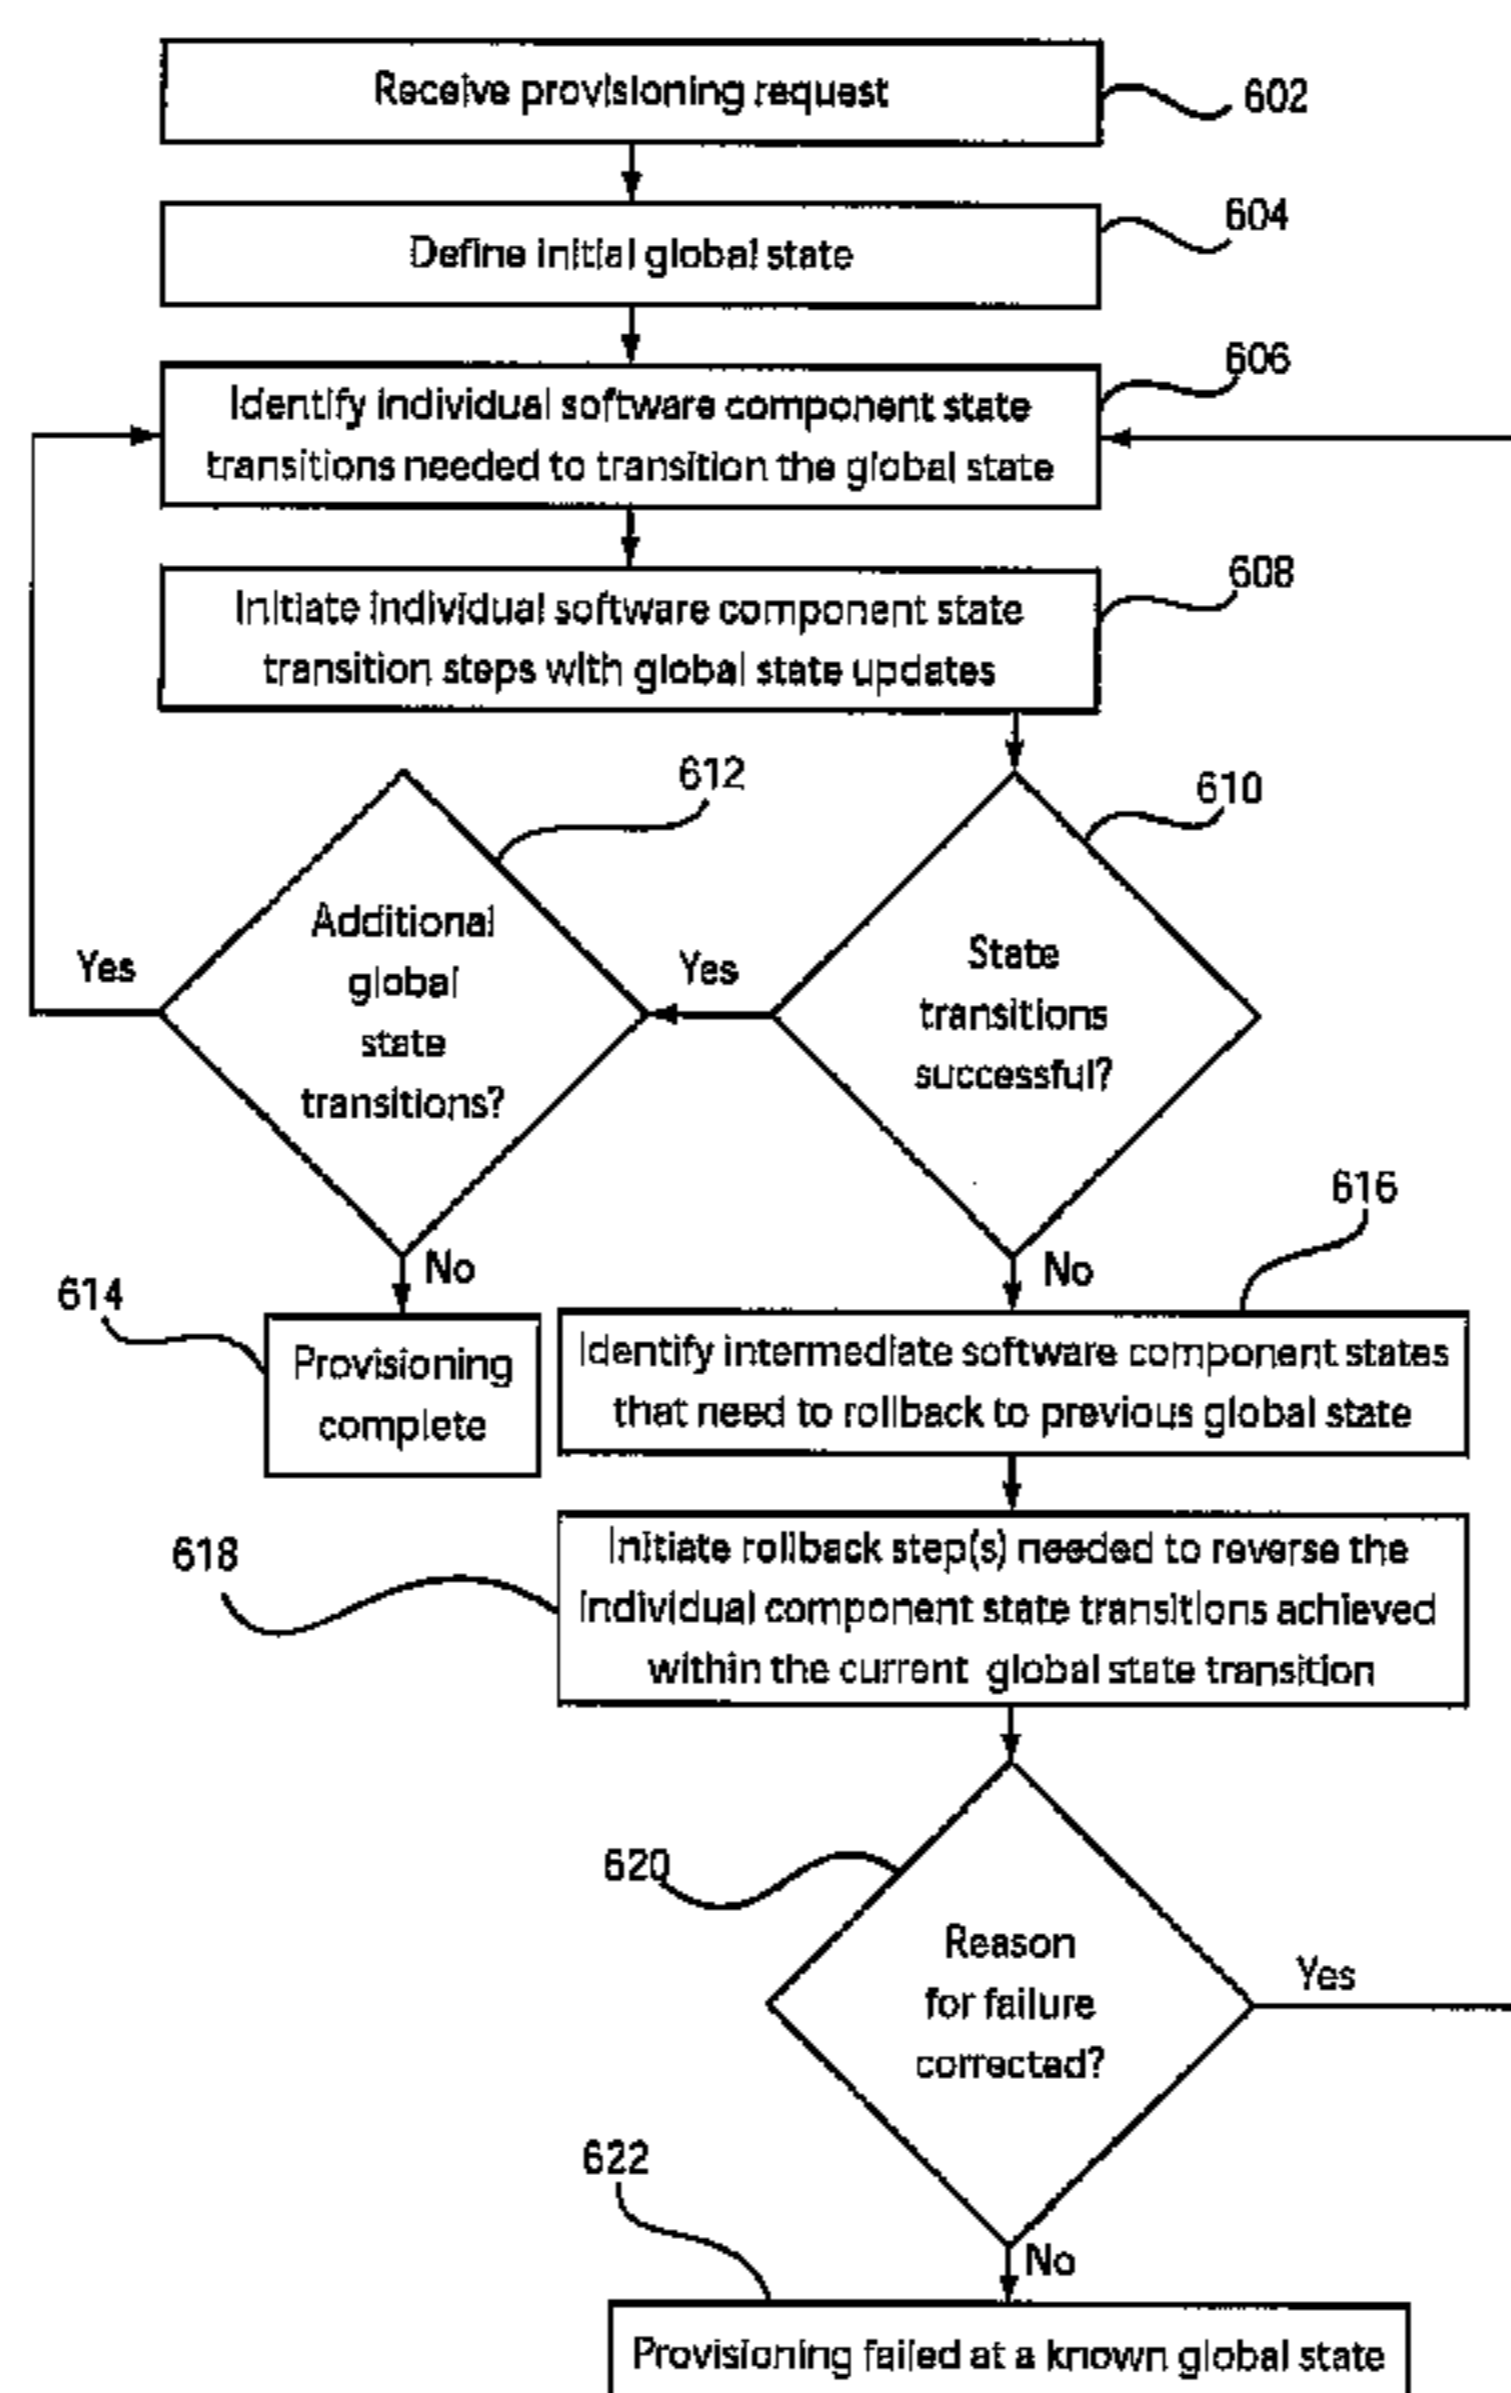 Receive provisioning request
602
Define initial global state
604
606
Identify individual software component state
transitions needed to transition the global state
608
Initiate individual software component state
transition steps with global state updates
612
610
Additional
global
state
transitions?
Yes
Yes
State
transitions
successful?
No
No
614
Provisioning
complete
616
Identify intermediate software component states
that need to rollback to previous global state
618
Initiate rollback step(s) needed to reverse the
individual component state transitions achieved
within the current global state transition
620
Reason
for failure
corrected?
Yes
No
622
Provisioning failed at a known global state